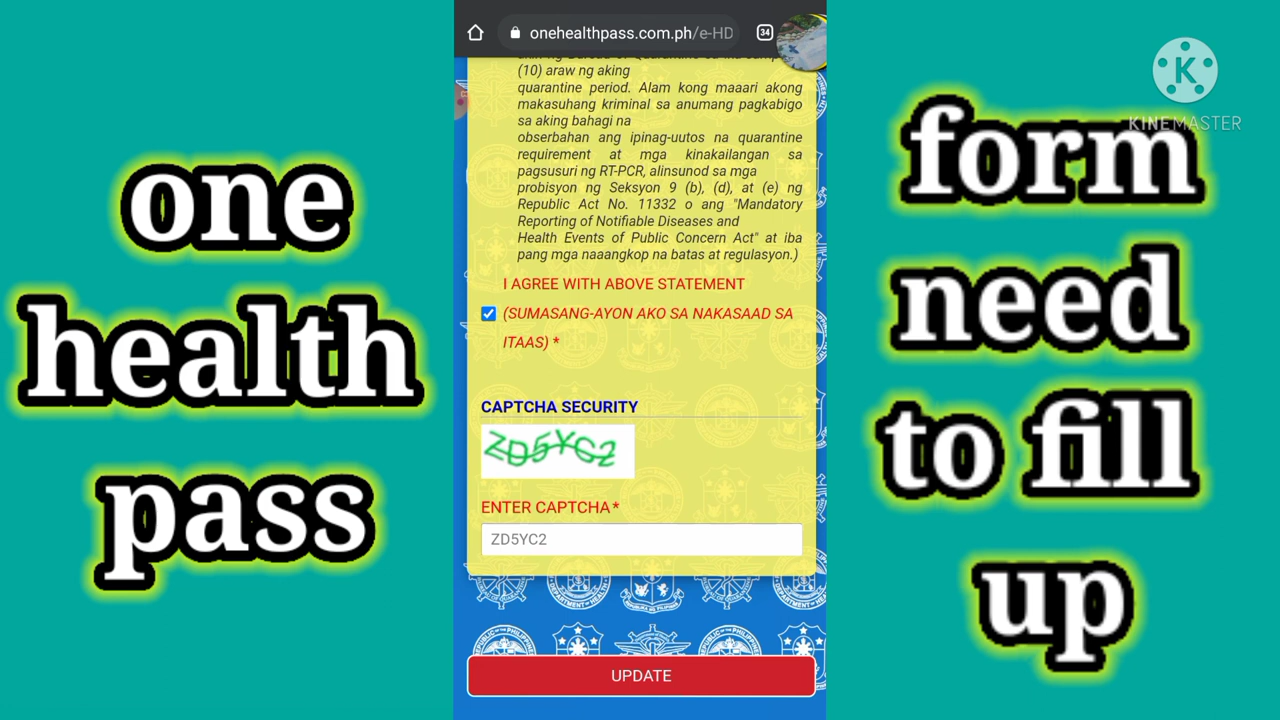 one
health
pass
onehealthpass.com.ph/e-HD
34
(10) araw ng aking
quarantine period. Alam kong maaari akong
makasuhang kriminal sa anumang pagkabigo
sa aking bahagi na
obserbahan ang ipinag-uutos na quarantine
requirement at mga kinakailangan sa
pagsusuri ng RT-PCR, alinsunod sa mga
probisyon ng Seksyon 9 (b), (d), at (e) ng
Republic Act No. 11332 o ang "Mandatory
Reporting of Notifiable Diseases and
Health Events of Public Concern Act" at iba
pang mga naaangkop na batas at regulasyon.)
I AGREE WITH ABOVE STATEMENT
(SUMASANG-AYON AKO SA NAKASAAD SA
ITAAS) *
CAPTCHA SECURITY
ZD5YC2
ENTER CAPTCHA*
ZD5YC2
UPDATE
K
KINEMASTER
form
need
to fill
up